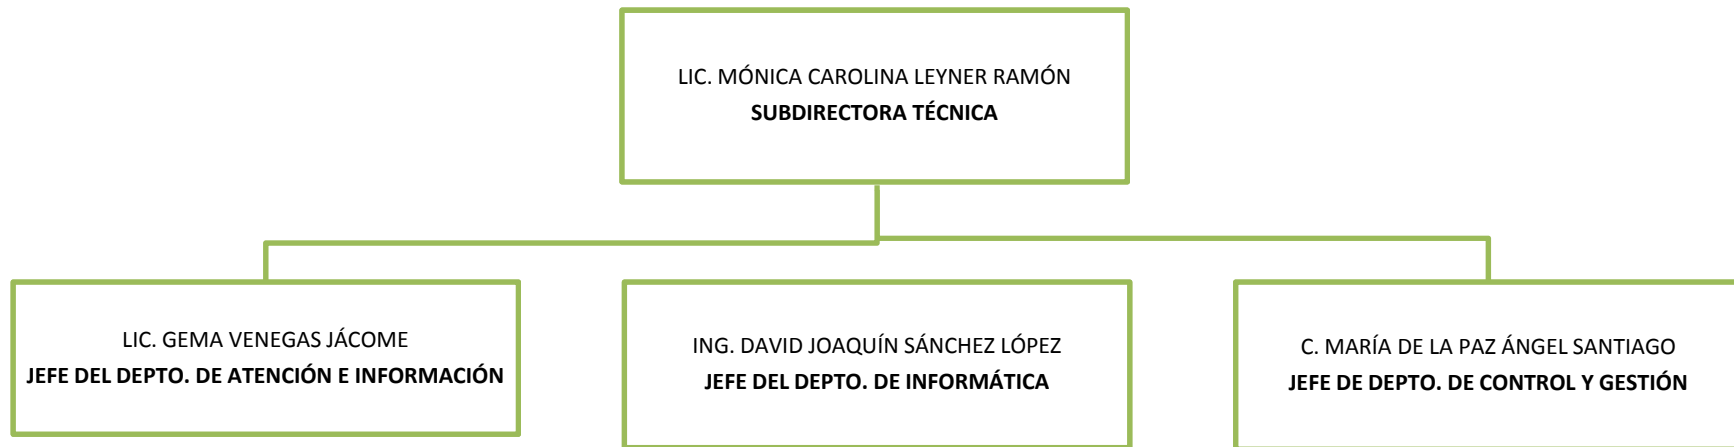 LIC. MÓNICA CAROLINA LEYNER RAMÓN
SUBDIRECTORA TÉCNICA
LIC. GEMA VENEGAS JÁCOME
JEFE DEL DEPTO. DE ATENCIÓN E INFORMACIÓN
ING. DAVID JOAQUÍN SÁNCHEZ LÓPEZ
JEFE DEL DEPTO. DE INFORMÁTICA
C. MARÍA DE LA PAZ ÁNGEL SANTIAGO
JEFE DE DEPTO. DE CONTROL Y GESTIÓN